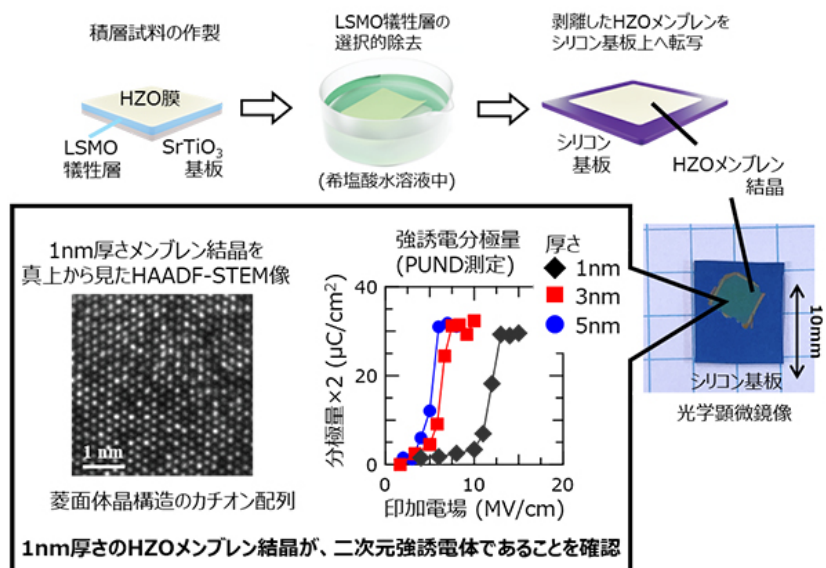 積層試料の作製
HZO膜
LSMO
犠牲層
SrTiO3
基板
LSMO犠牲層の
選択的除去
(希塩酸水溶液中)
剥離したHZOメンブレンを
シリコン基板上へ転写
シリコン
基板
HZOメンブレン
結晶
1nm厚さメンブレン結晶を
真上から見たHAADF-STEM像
1 nm
菱面体晶構造のカチオン配列
強誘電分極量
(PUND測定)
厚さ
1nm
3nm
5nm
分極量×2 (μC/cm2)
40
20
0
0
10
20
印加電場 (MV/cm)
10mm
シリコン基板
光学顕微鏡像
1nm厚さのHZOメンブレン結晶が、二次元強誘電体であることを確認